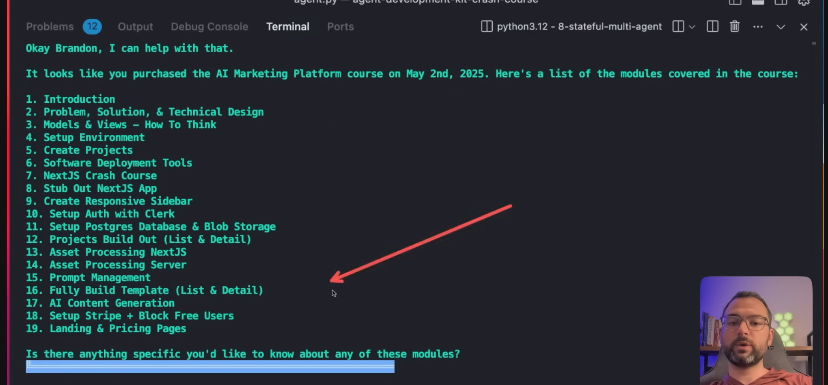 agent.py — agent-development-kit-crash-course
Problems 12 Output Debug Console Terminal Ports python3.12 - 8-stateful-multi-agent
Okay Brandon, I can help with that.
It looks like you purchased the AI Marketing Platform course on May 2nd, 2025. Here's a list of the modules covered in the course:
1. Introduction
2. Problem, Solution, & Technical Design
3. Models & Views – How To Think
4. Setup Environment
5. Create Projects
6. Software Deployment Tools
7. NextJS Crash Course
8. Stub Out NextJS App
9. Create Responsive Sidebar
10. Setup Auth with Clerk
11. Setup Postgres Database & Blob Storage
12. Projects Build Out (List & Detail)
13. Asset Processing NextJS
14. Asset Processing Server
15. Prompt Management
16. Fully Build Template (List & Detail)
17. AI Content Generation
18. Setup Stripe + Block Free Users
19. Landing & Pricing Pages
Is there anything specific you'd like to know about any of these modules?